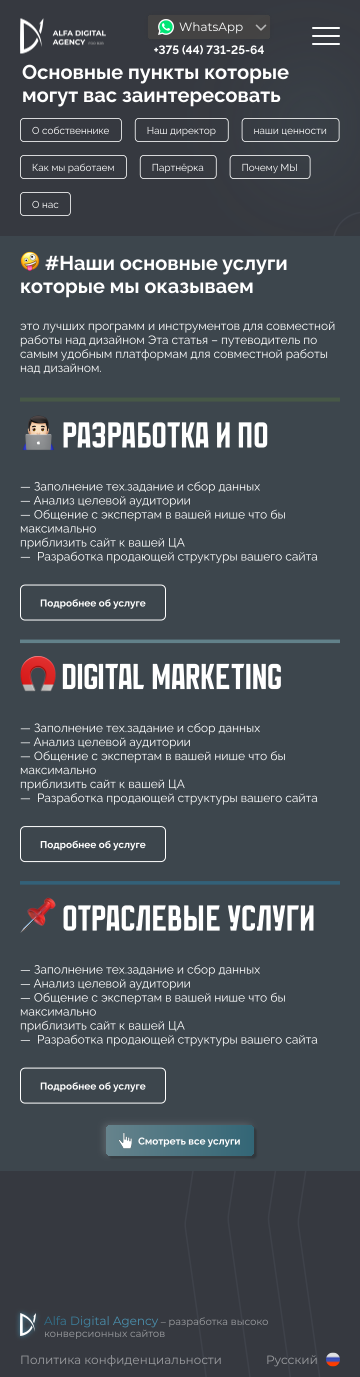 ALFA DIGITAL
AGENCY
WhatsApp
+375 (44) 731-25-64
Основные пункты которые
могут вас заинтересовать
О собственнике
Наш директор
наши ценности
Как мы работаем
Партнёрка
Почему МЫ
О нас
#Наши основные услуги
которые мы оказываем
это лучших программ и инструментов для совместной
работы над дизайном Эта статья – путеводитель по
самым удобным платформам для совместной работы
над дизайном.
РАЗРАБОТКА И ПО
— Заполнение тех.задание и сбор данных
— Анализ целевой аудитории
— Общение с экспертам в вашей нише что бы
максимально
приблизить сайт к вашей ЦА
— Разработка продающей структуры вашего сайта
Подробнее об услуге
DIGITAL MARKETING
— Заполнение тех.задание и сбор данных
— Анализ целевой аудитории
— Общение с экспертам в вашей нише что бы
максимально
приблизить сайт к вашей ЦА
— Разработка продающей структуры вашего сайта
Подробнее об услуге
ОТРАСЛЕВЫЕ УСЛУГИ
— Заполнение тех.задание и сбор данных
— Анализ целевой аудитории
— Общение с экспертам в вашей нише что бы
максимально
приблизить сайт к вашей ЦА
— Разработка продающей структуры вашего сайта
Подробнее об услуге
Смотреть все услуги
Alfa Digital Agency – разработка высоко
конверсионных сайтов
Политика конфиденциальности
Русский